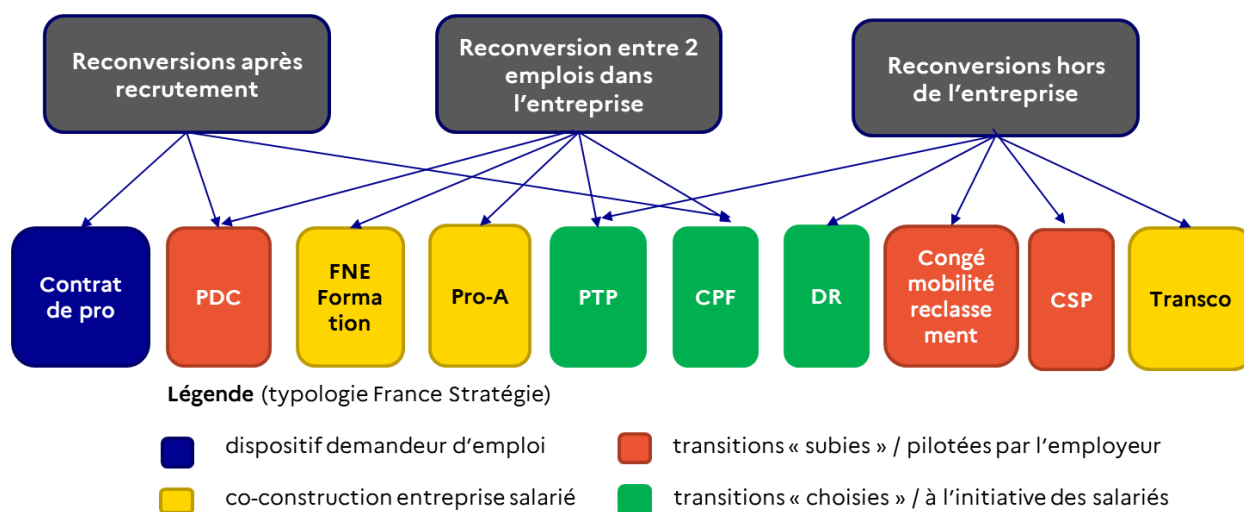 Reconversions après
recrutement
Reconversion entre 2
emplois dans
l'entreprise
Reconversions hors
de l'entreprise
Contrat
de pro
PDC
FNE
Forma
tion
Pro-A
PTP
CPF
DR
Congé
mobilité
reclasse
ment
CSP
Transco
Légende (typologie France Stratégie)
dispositif demandeur d'emploi
transitions « subies » / pilotées par l'employeur
co-construction entreprise salarié
transitions « choisies » / à l'initiative des salariés